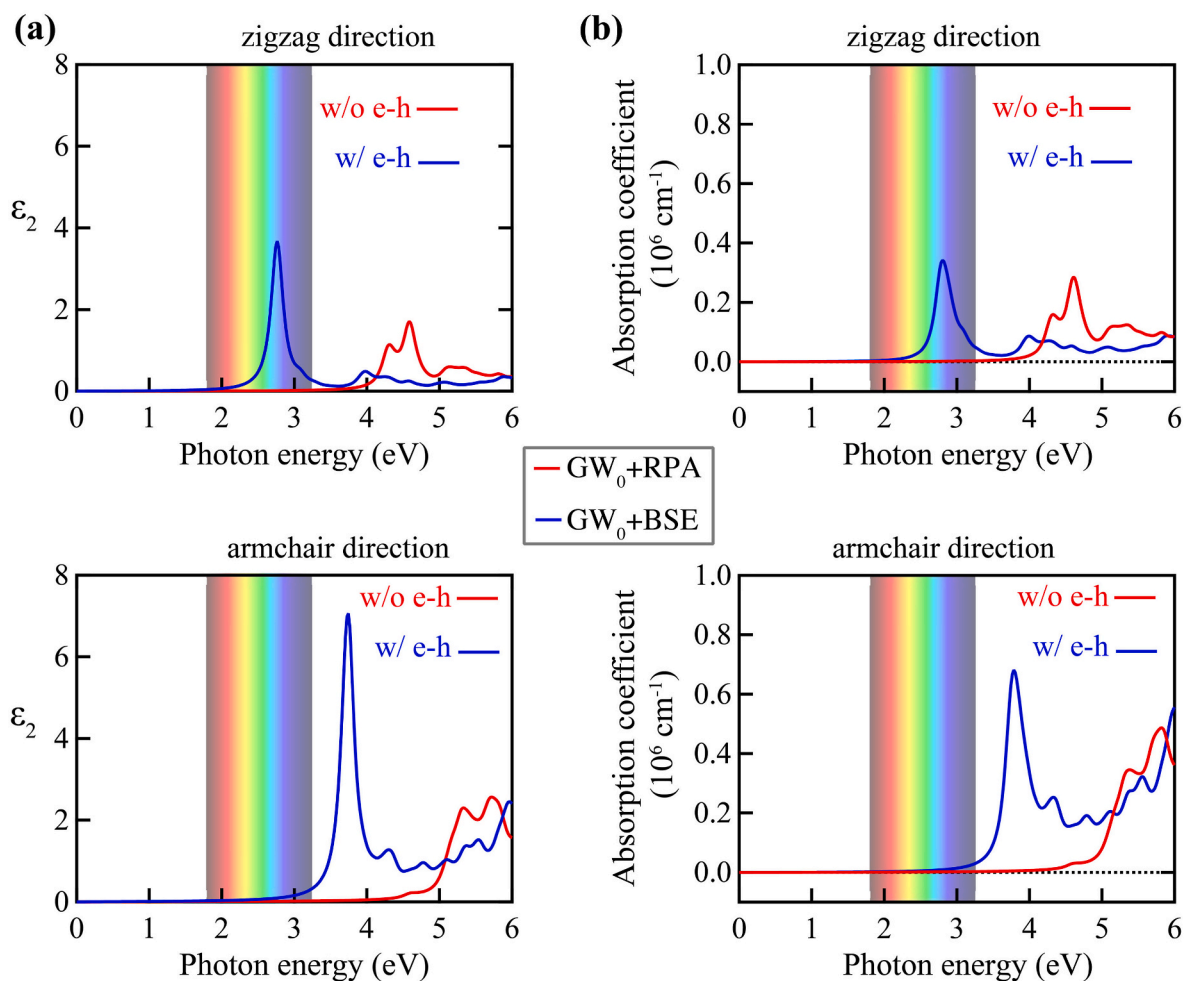 (a)
zigzag direction
8
6
4
2
0
ε₂
w/o e-h
w/ e-h
0 1 2 3 4 5 6
Photon energy (eV)
(b)
zigzag direction
1.0
0.8
0.6
0.4
0.2
0.0
Absorption coefficient
(10⁶ cm⁻¹)
w/o e-h
w/ e-h
0 1 2 3 4 5 6
Photon energy (eV)
GW₀+RPA
GW₀+BSE
armchair direction
8
6
4
2
0
ε₂
w/o e-h
w/ e-h
0 1 2 3 4 5 6
Photon energy (eV)
armchair direction
1.0
0.8
0.6
0.4
0.2
0.0
Absorption coefficient
(10⁶ cm⁻¹)
w/o e-h
w/ e-h
0 1 2 3 4 5 6
Photon energy (eV)